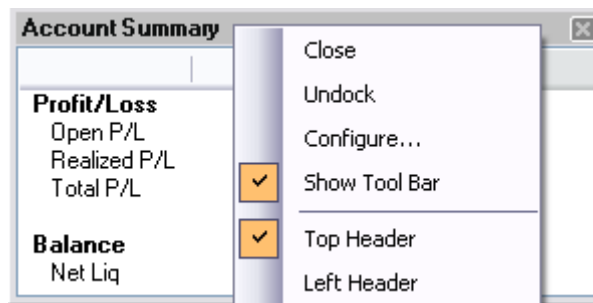 Account Summary
Close
Undock
Profit/Loss
Configure...
Open P/L
Realized P/L
Show Tool Bar
Total P/L
Top Header
Balance
Left Header
Net Liq